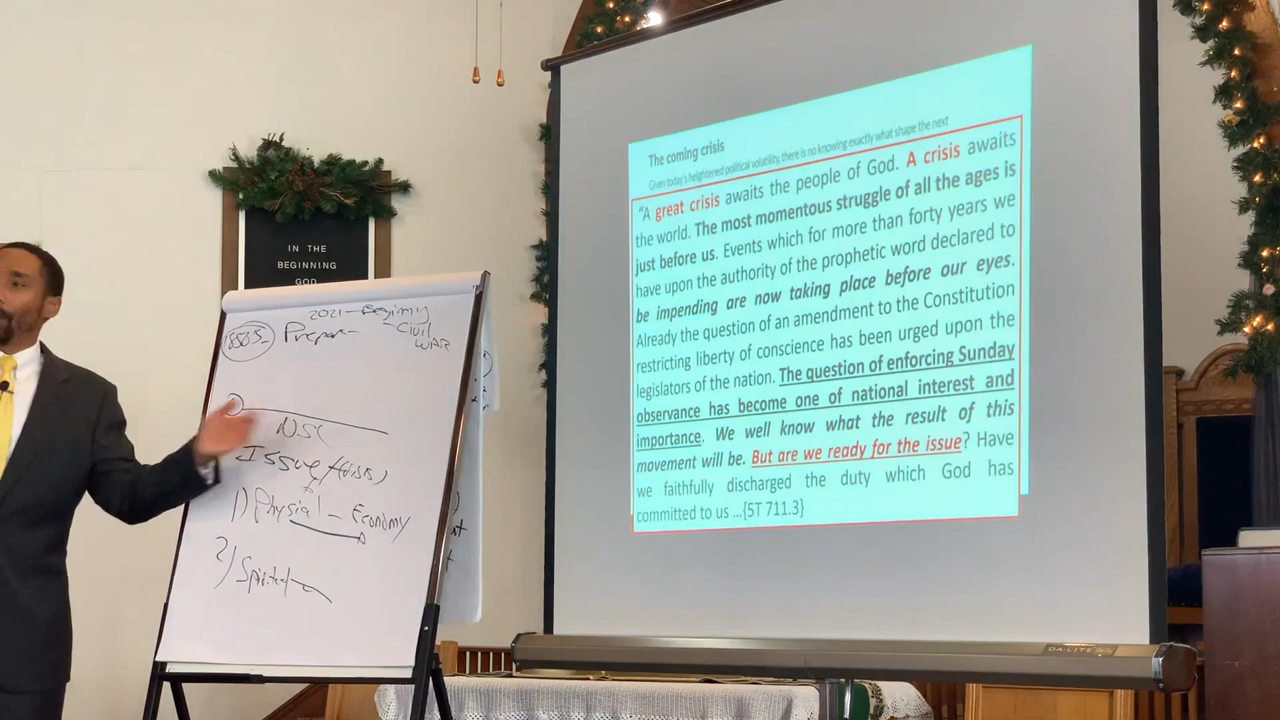 IN THE
BEGINNING
GOD
2021 - Beginning
- Civil
WAR
1850s
Prepar
NSL
Issue (crisis)
1) Physical - Economy
2) Spiritual
The coming crisis
Given today's heightened political volatility, there is no knowing exactly what shape the next
"A great crisis awaits the people of God. A crisis awaits
the world. The most momentous struggle of all the ages is
just before us. Events which for more than forty years we
have upon the authority of the prophetic word declared to
be impending are now taking place before our eyes.
Already the question of an amendment to the Constitution
restricting liberty of conscience has been urged upon the
legislators of the nation. The question of enforcing Sunday
observance has become one of national interest and
importance. We well know what the result of this
movement will be. But are we ready for the issue? Have
we faithfully discharged the duty which God has
committed to us ...{5T 711.3}
DA-LITE